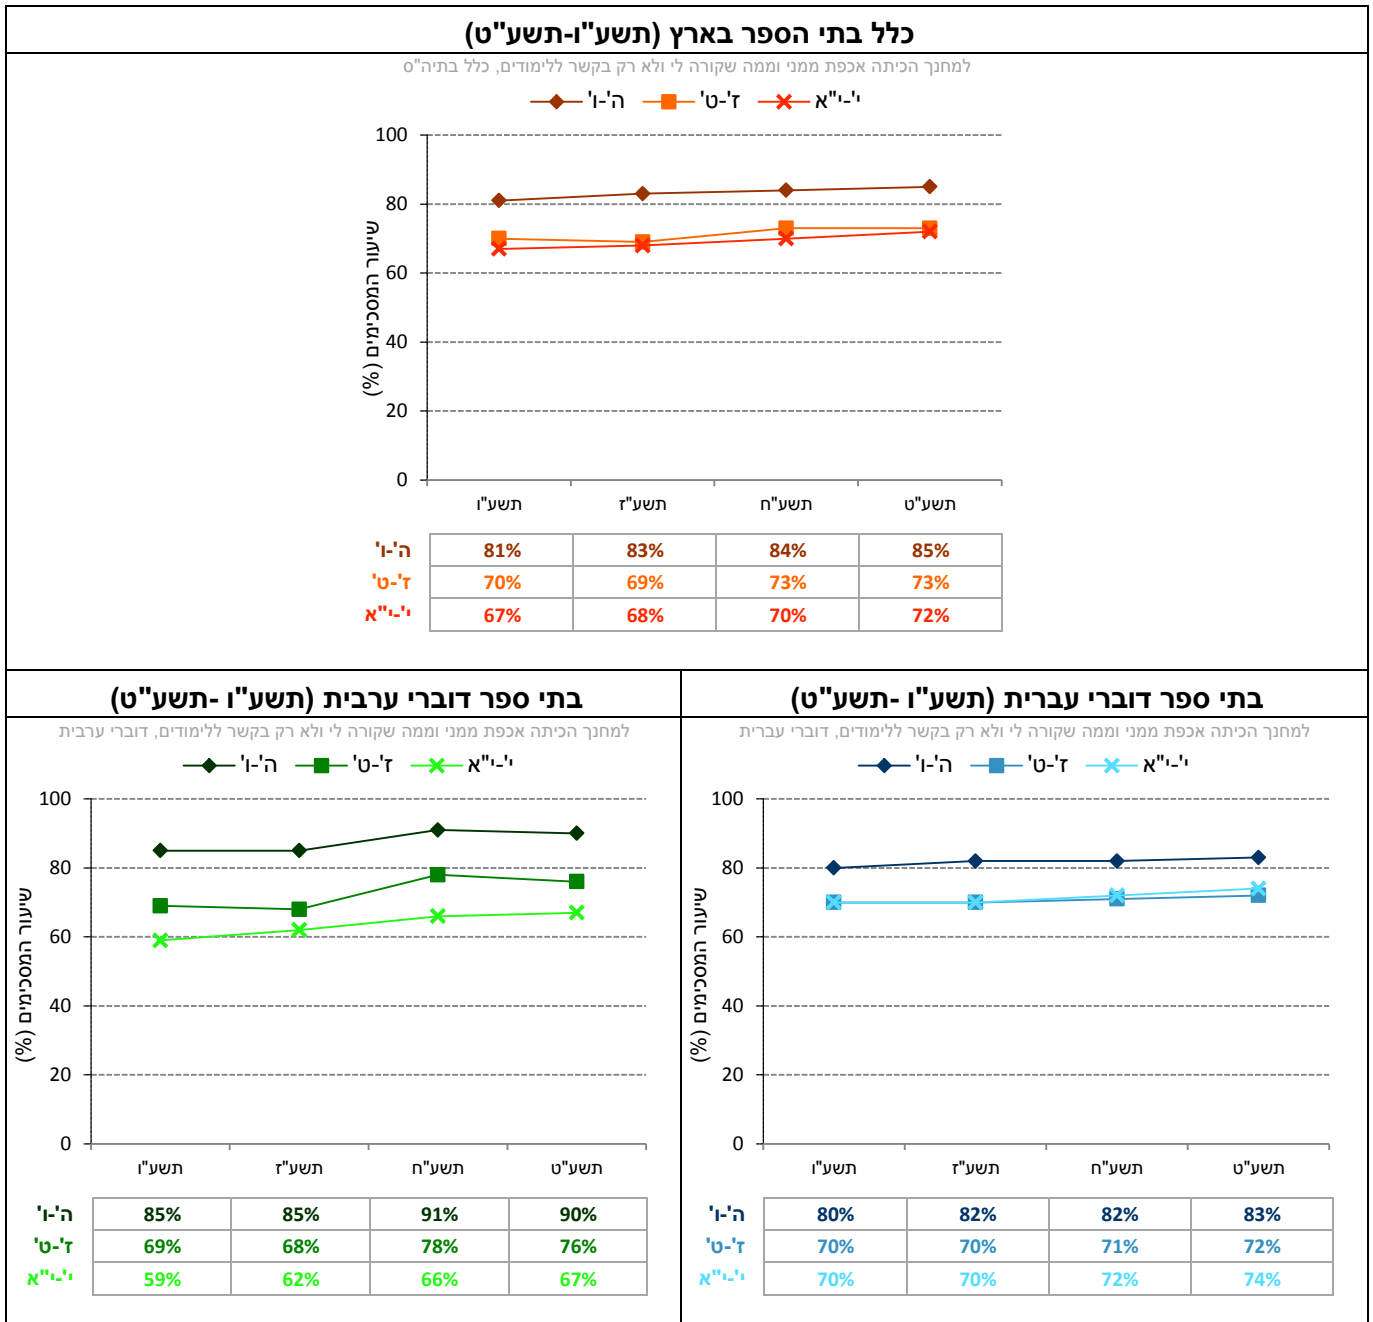 כלל בתי הספר בארץ (תשע"ו-תשע"ט)
למחנך הכיתה אכפת ממני וממה שקורה לי ולא רק בקשר ללימודים, כלל בתיה"ס
ה'-ו' ז'-ט' י'-י"א
שיעור המסכימים (%)
100
80
60
40
20
0
תשע"ו תשע"ז תשע"ח תשע"ט
ה'-ו' 81% 83% 84% 85%
ז'-ט' 70% 69% 73% 73%
י'-י"א 67% 68% 70% 72%
בתי ספר דוברי עברית (תשע"ו -תשע"ט)
למחנך הכיתה אכפת ממני וממה שקורה לי ולא רק בקשר ללימודים, דוברי עברית
ה'-ו' ז'-ט' י'-י"א
שיעור המסכימים (%)
100
80
60
40
20
0
תשע"ו תשע"ז תשע"ח תשע"ט
ה'-ו' 80% 82% 82% 83%
ז'-ט' 70% 70% 71% 72%
י'-י"א 70% 70% 72% 74%
בתי ספר דוברי ערבית (תשע"ו -תשע"ט)
למחנך הכיתה אכפת ממני וממה שקורה לי ולא רק בקשר ללימודים, דוברי ערבית
ה'-ו' ז'-ט' י'-י"א
שיעור המסכימים (%)
100
80
60
40
20
0
תשע"ו תשע"ז תשע"ח תשע"ט
ה'-ו' 85% 85% 91% 90%
ז'-ט' 69% 68% 78% 76%
י'-י"א 59% 62% 66% 67%